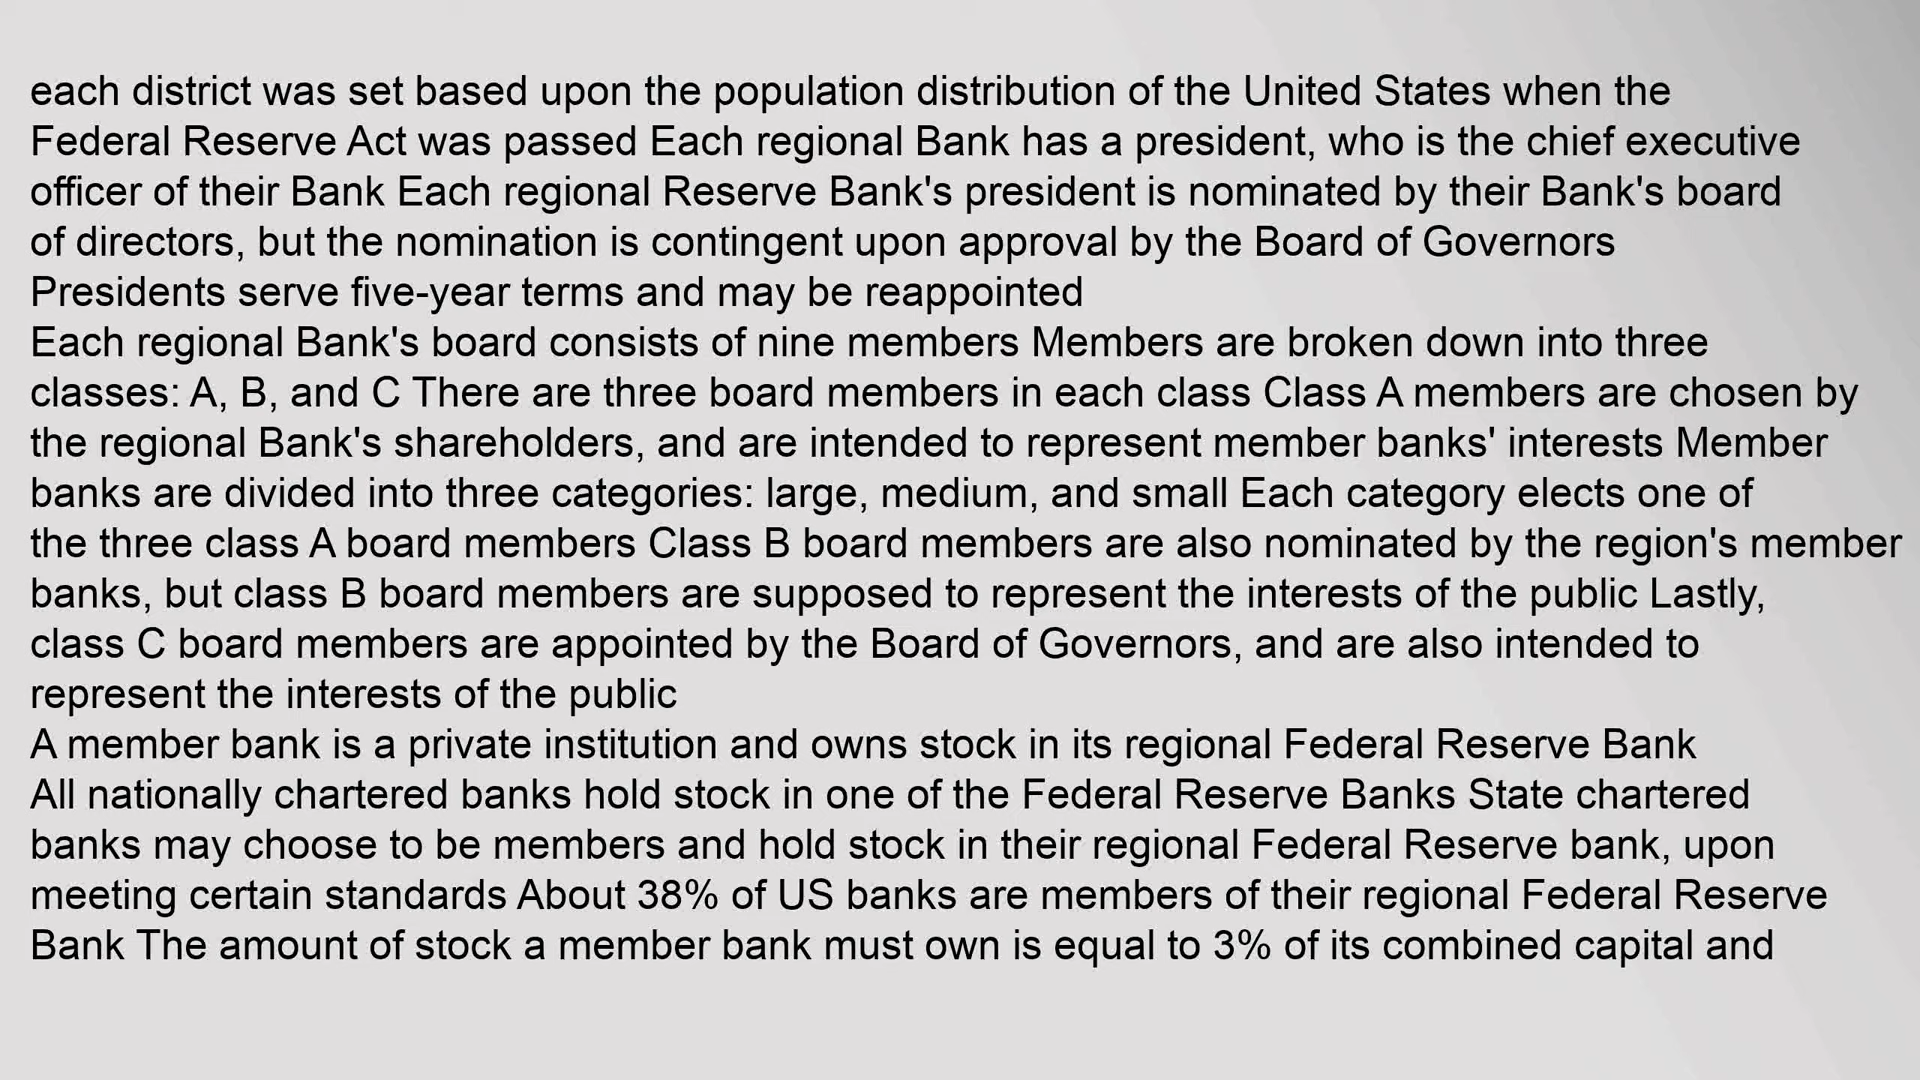 each district was set based upon the population distribution of the United States when the
Federal Reserve Act was passed Each regional Bank has a president, who is the chief executive
officer of their Bank Each regional Reserve Bank's president is nominated by their Bank's board
of directors, but the nomination is contingent upon approval by the Board of Governors
Presidents serve five-year terms and may be reappointed
Each regional Bank's board consists of nine members Members are broken down into three
classes: A, B, and C There are three board members in each class Class A members are chosen by
the regional Bank's shareholders, and are intended to represent member banks' interests Member
banks are divided into three categories: large, medium, and small Each category elects one of
the three class A board members Class B board members are also nominated by the region's member
banks, but class B board members are supposed to represent the interests of the public Lastly,
class C board members are appointed by the Board of Governors, and are also intended to
represent the interests of the public
A member bank is a private institution and owns stock in its regional Federal Reserve Bank
All nationally chartered banks hold stock in one of the Federal Reserve Banks State chartered
banks may choose to be members and hold stock in their regional Federal Reserve bank, upon
meeting certain standards About 38% of US banks are members of their regional Federal Reserve
Bank The amount of stock a member bank must own is equal to 3% of its combined capital and